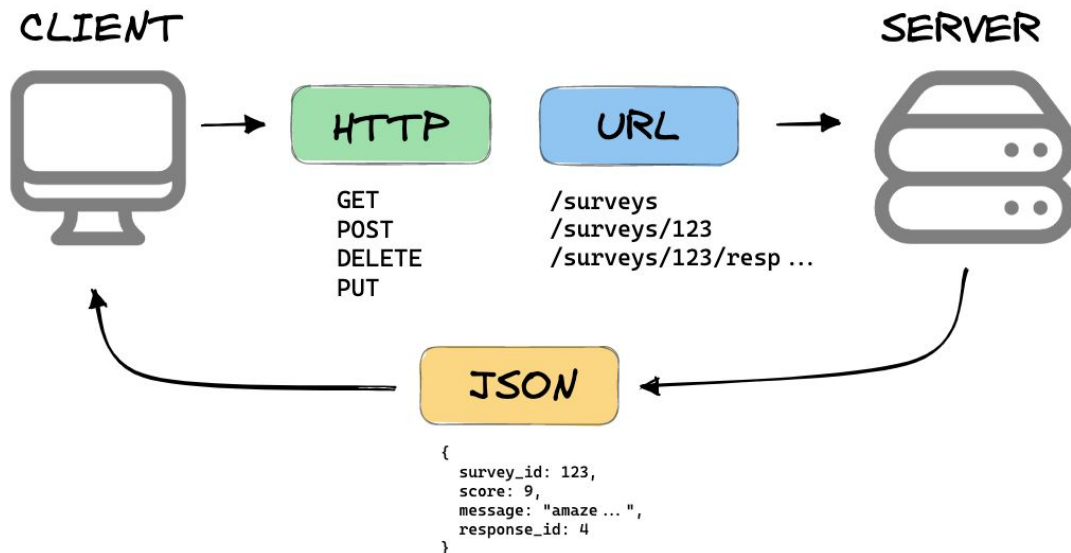 CLIENT
SERVER
HTTP
URL
GET
POST
DELETE
PUT
/surveys
/surveys/123
/surveys/123/resp...
JSON
{
survey_id: 123,
score: 9,
message: "amaze...",
response_id: 4
}